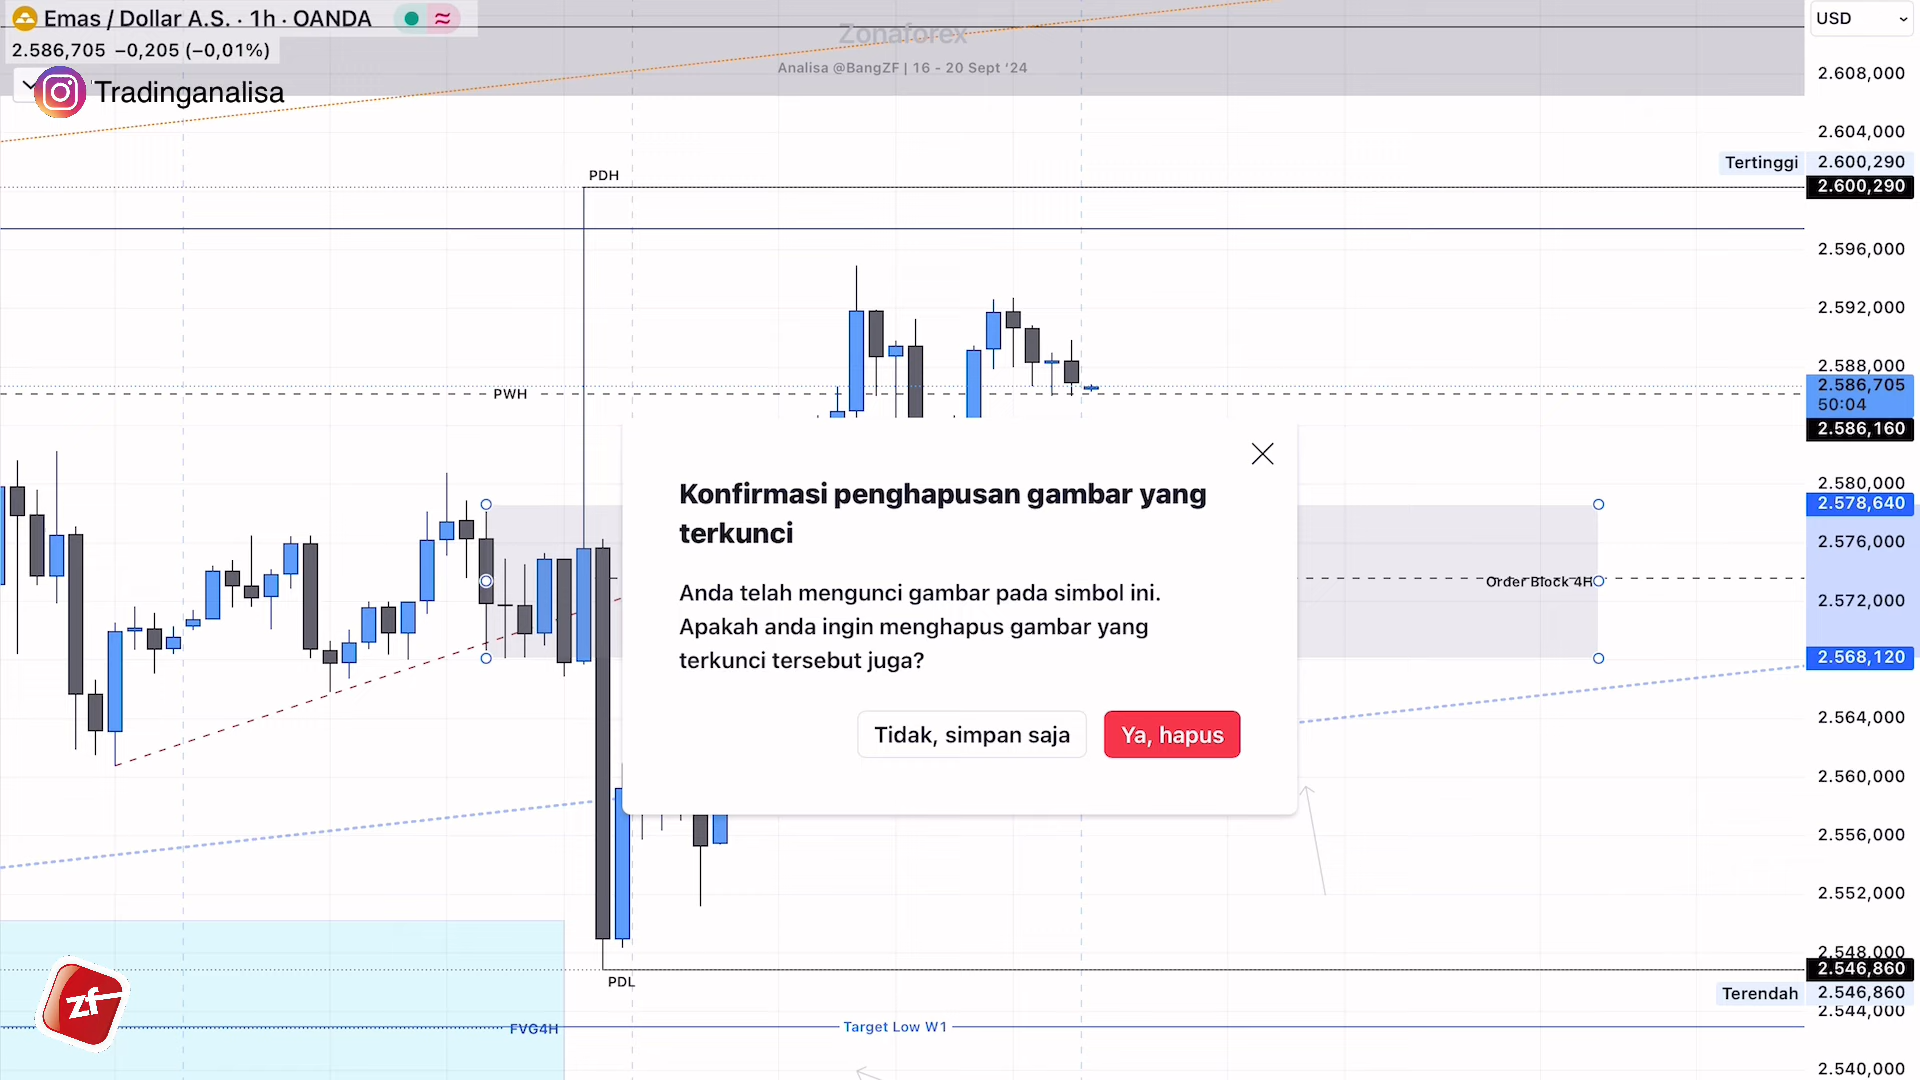 Emas / Dollar A.S. · 1h · OANDA
2.586,705 −0,205 (−0,01%)
Tradinganalisa
Zonaforex
Analisa @BangZF | 16 - 20 Sept '24
USD
2.608,000
2.604,000
Tertinggi 2.600,290
2.600,290
PDH
2.596,000
2.592,000
2.588,000
2.586,705
50:04
PWH
2.586,160
2.580,000
2.578,640
2.576,000
Order Block 4H
2.572,000
2.568,120
2.564,000
2.560,000
2.556,000
2.552,000
2.548,000
2.546,860
Terendah 2.546,860
2.544,000
2.540,000
Konfirmasi penghapusan gambar yang
terkunci
Anda telah mengunci gambar pada simbol ini.
Apakah anda ingin menghapus gambar yang
terkunci tersebut juga?
Tidak, simpan saja
Ya, hapus
PDL
zf
FVG4H
Target Low W1